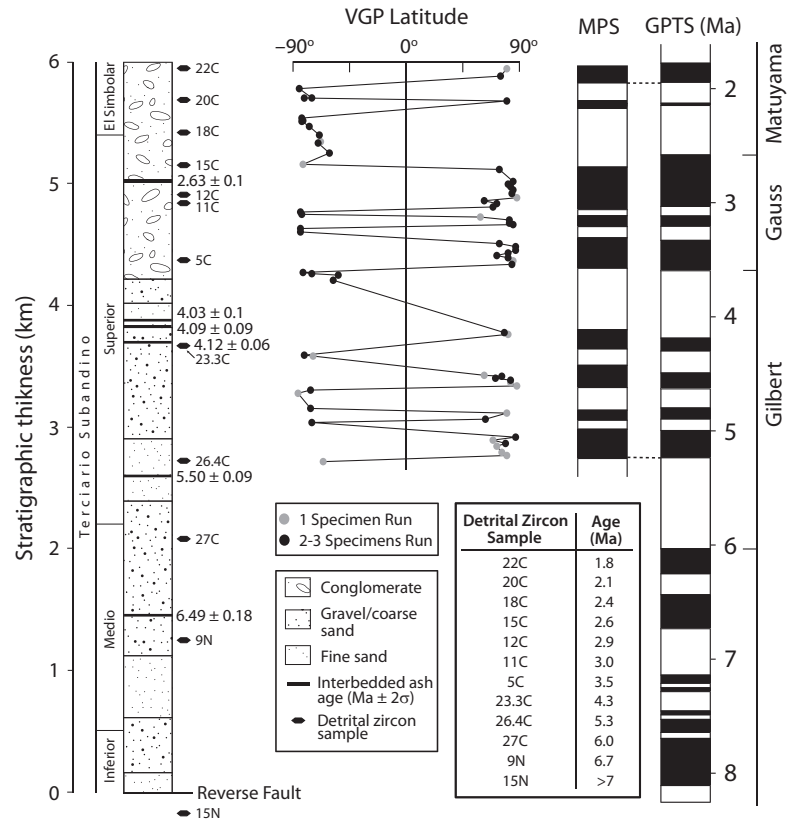 VGP Latitude
−90° 0° 90°
MPS GPTS (Ma)
Stratigraphic thikness (km)
6
5
4
3
2
1
0
Terciario Subandino
El Simbolar
Superior
Medio
Inferior
22C
20C
18C
15C
2.63 ± 0.1
12C
11C
5C
4.03 ± 0.1
4.09 ± 0.09
4.12 ± 0.06
23.3C
26.4C
5.50 ± 0.09
27C
6.49 ± 0.18
9N
Reverse Fault
15N
1 Specimen Run
2-3 Specimens Run
Conglomerate
Gravel/coarse
sand
Fine sand
Interbedded ash
age (Ma ± 2σ)
Detrital zircon
sample
Detrital Zircon Age
Sample (Ma)
22C 1.8
20C 2.1
18C 2.4
15C 2.6
12C 2.9
11C 3.0
5C 3.5
23.3C 4.3
26.4C 5.3
27C 6.0
9N 6.7
15N >7
2
3
4
5
6
7
8
Matuyama
Gauss
Gilbert